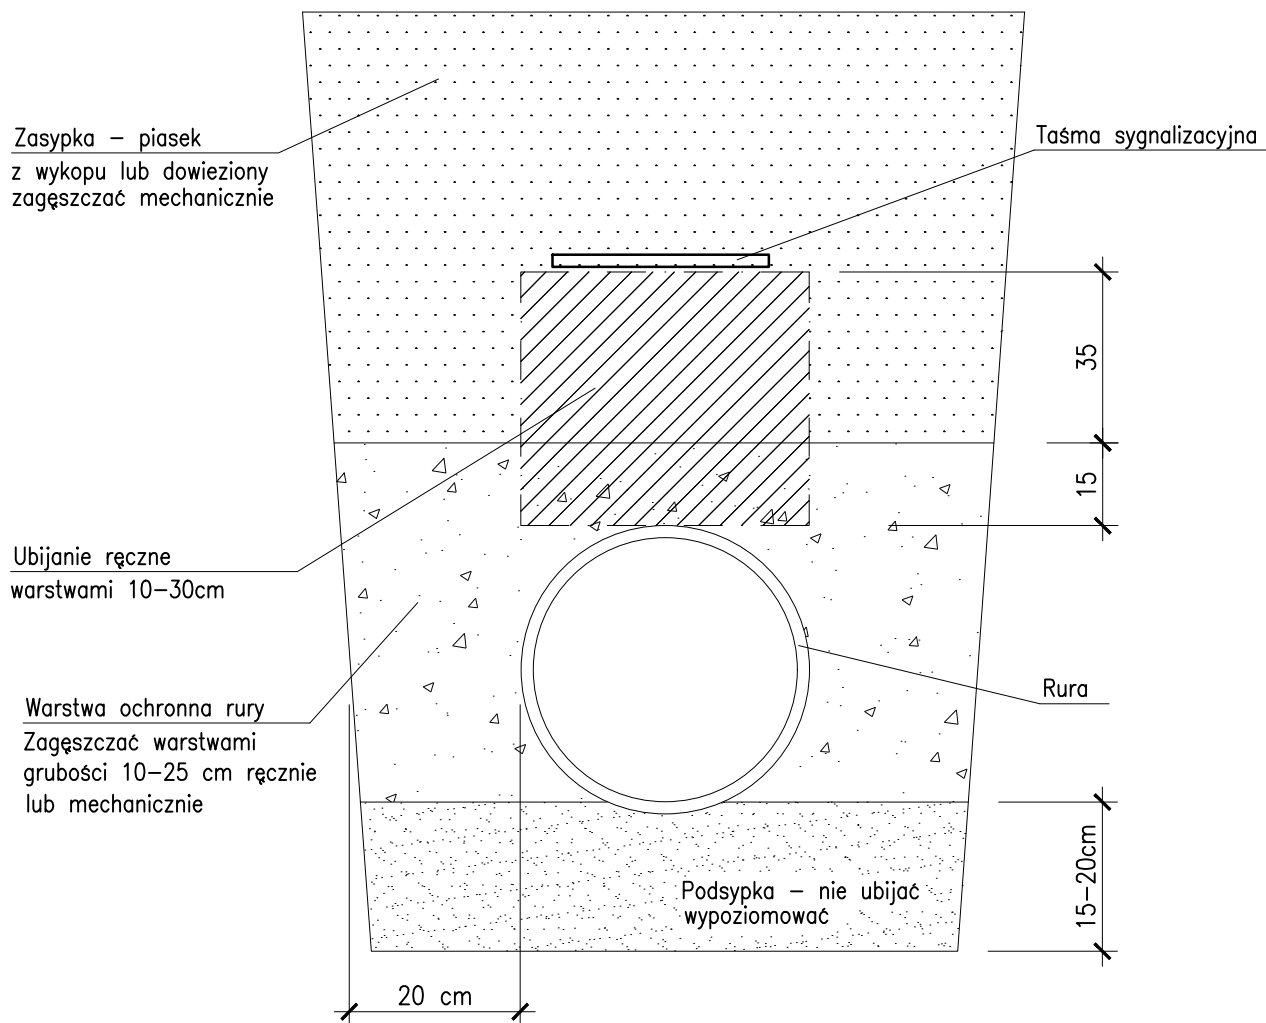 Zasypka – piasek
z wykopu lub dowieziony
zagęszczać mechanicznie
Taśma sygnalizacyjna
35
15
Ubijanie ręczne
warstwami 10–30cm
Warstwa ochronna rury
Zagęszczać warstwami
grubości 10–25 cm ręcznie
lub mechanicznie
Rura
15–20cm
Podsypka – nie ubijać
wypoziomować
20 cm